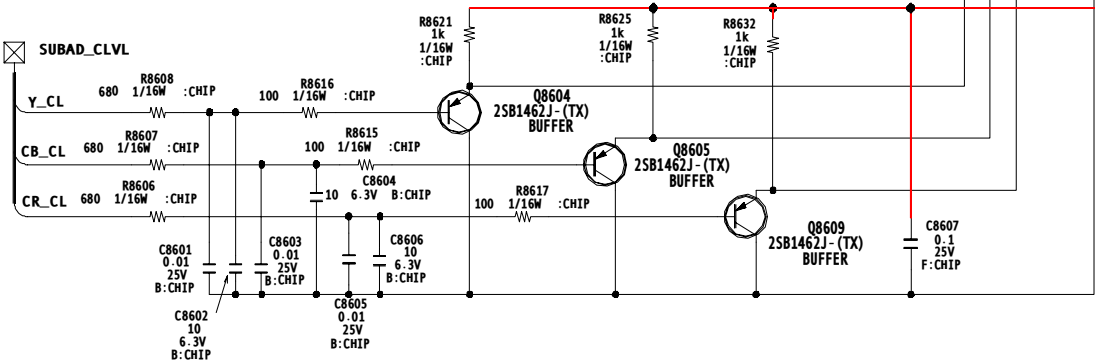 SUBAD_CLVL
R8621
1k
1/16W
:CHIP
R8625
1k
1/16W
:CHIP
R8632
1k
1/16W
:CHIP
R8608
680 1/16W :CHIP
Y_CL
R8616
100 1/16W :CHIP
Q8604
2SB1462J-(TX)
BUFFER
R8607
CB_CL 680 1/16W :CHIP
R8615
100 1/16W :CHIP
Q8605
2SB1462J-(TX)
BUFFER
R8606
CR_CL 680 1/16W :CHIP
C8604
10 6.3V B:CHIP
R8617
100 1/16W :CHIP
Q8609
2SB1462J-(TX)
BUFFER
C8601
0.01
25V
B:CHIP
C8603
0.01
25V
B:CHIP
C8606
10
6.3V
B:CHIP
C8607
0.1
25V
F:CHIP
C8602
10
6.3V
B:CHIP
C8605
0.01
25V
B:CHIP